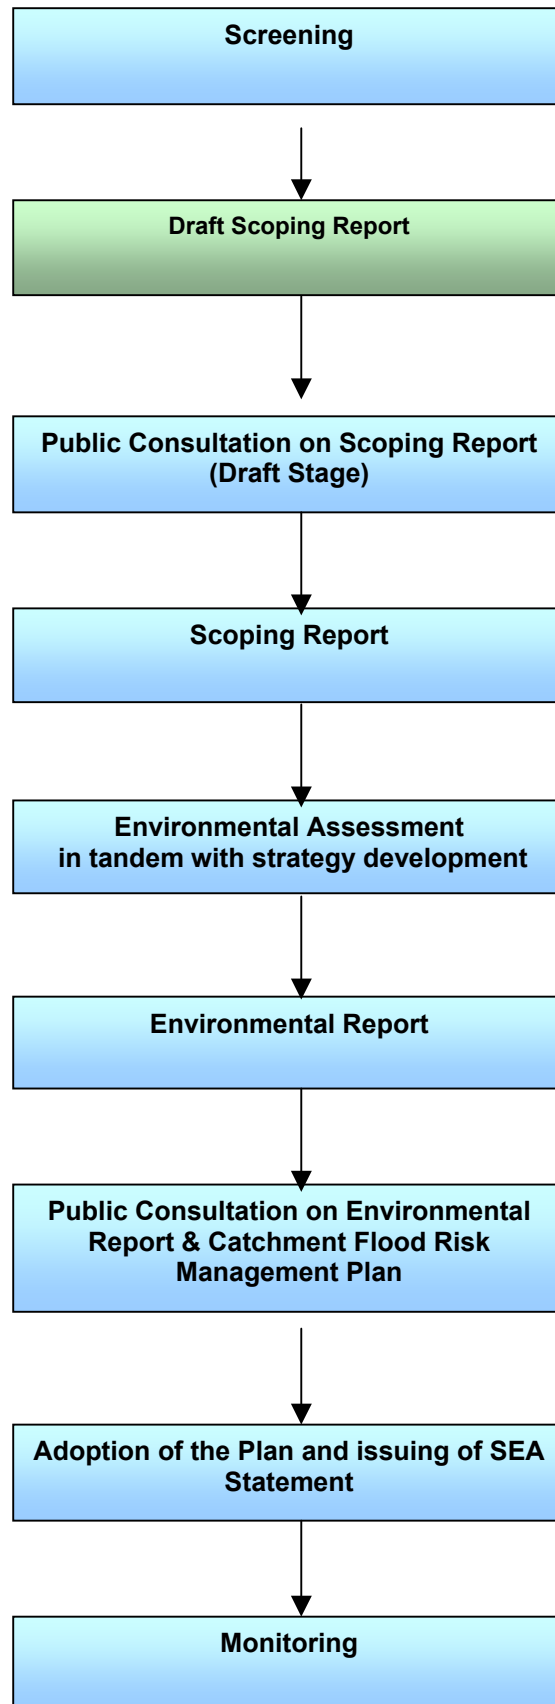 Screening
Draft Scoping Report
Public Consultation on Scoping Report
(Draft Stage)
Scoping Report
Environmental Assessment
in tandem with strategy development
Environmental Report
Public Consultation on Environmental
Report & Catchment Flood Risk
Management Plan
Adoption of the Plan and issuing of SEA
Statement
Monitoring